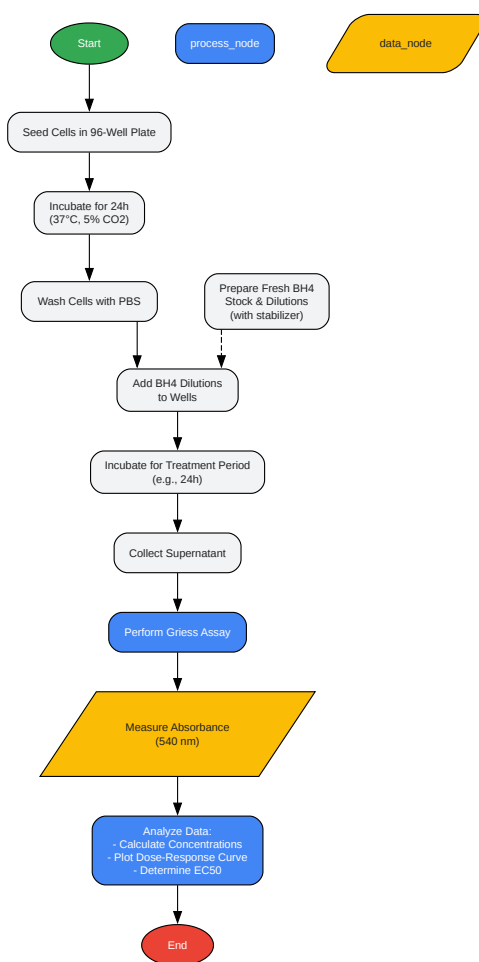 Start
process_node
data_node
Seed Cells in 96-Well Plate
Incubate for 24h
(37°C, 5% CO2)
Wash Cells with PBS
Prepare Fresh BH4
Stock & Dilutions
(with stabilizer)
Add BH4 Dilutions
to Wells
Incubate for Treatment Period
(e.g., 24h)
Collect Supernatant
Perform Griess Assay
Measure Absorbance
(540 nm)
Analyze Data:
- Calculate Concentrations
- Plot Dose-Response Curve
- Determine EC50
End